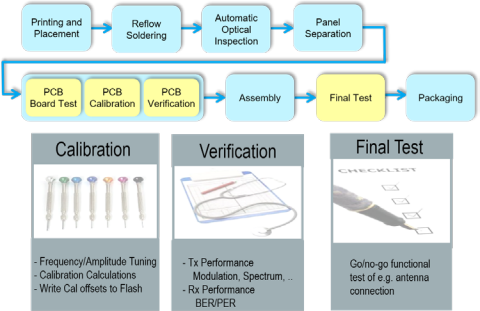 Printing and
Placement
Reflow
Soldering
Automatic
Optical
Inspection
Panel
Separation
PCB
Board Test
PCB
Calibration
PCB
Verification
Assembly
Final Test
Packaging
Calibration
- Frequency/Amplitude Tuning
- Calibration Calculations
- Write Cal offsets to Flash
Verification
- Tx Performance
Modulation, Spectrum, ..
- Rx Performance
BER/PER
Final Test
CHECKLIST
Go/no-go functional
test of e.g. antenna
connection